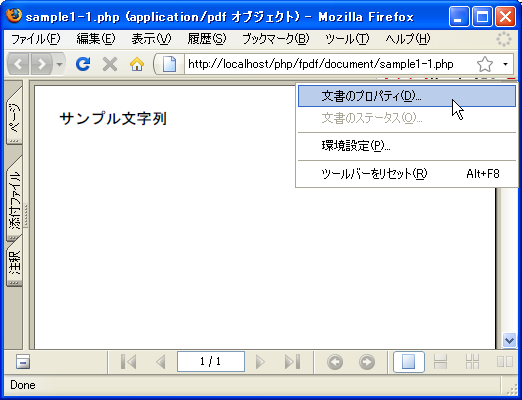 sample1-1.php (application/pdf オブジェクト) - Mozilla Firefox
ファイル(F) 編集(E) 表示(V) 履歴(S) ブックマーク(B) ツール(T) ヘルプ(H)
http://localhost/php/fpdf/document/sample1-1.php
文書のプロパティ(D)...
文書のステータス(O)...
環境設定(P)...
ツールバーをリセット(R) Alt+F8
ページ
添付ファイル
注釈
サンプル文字列
1 / 1
Done